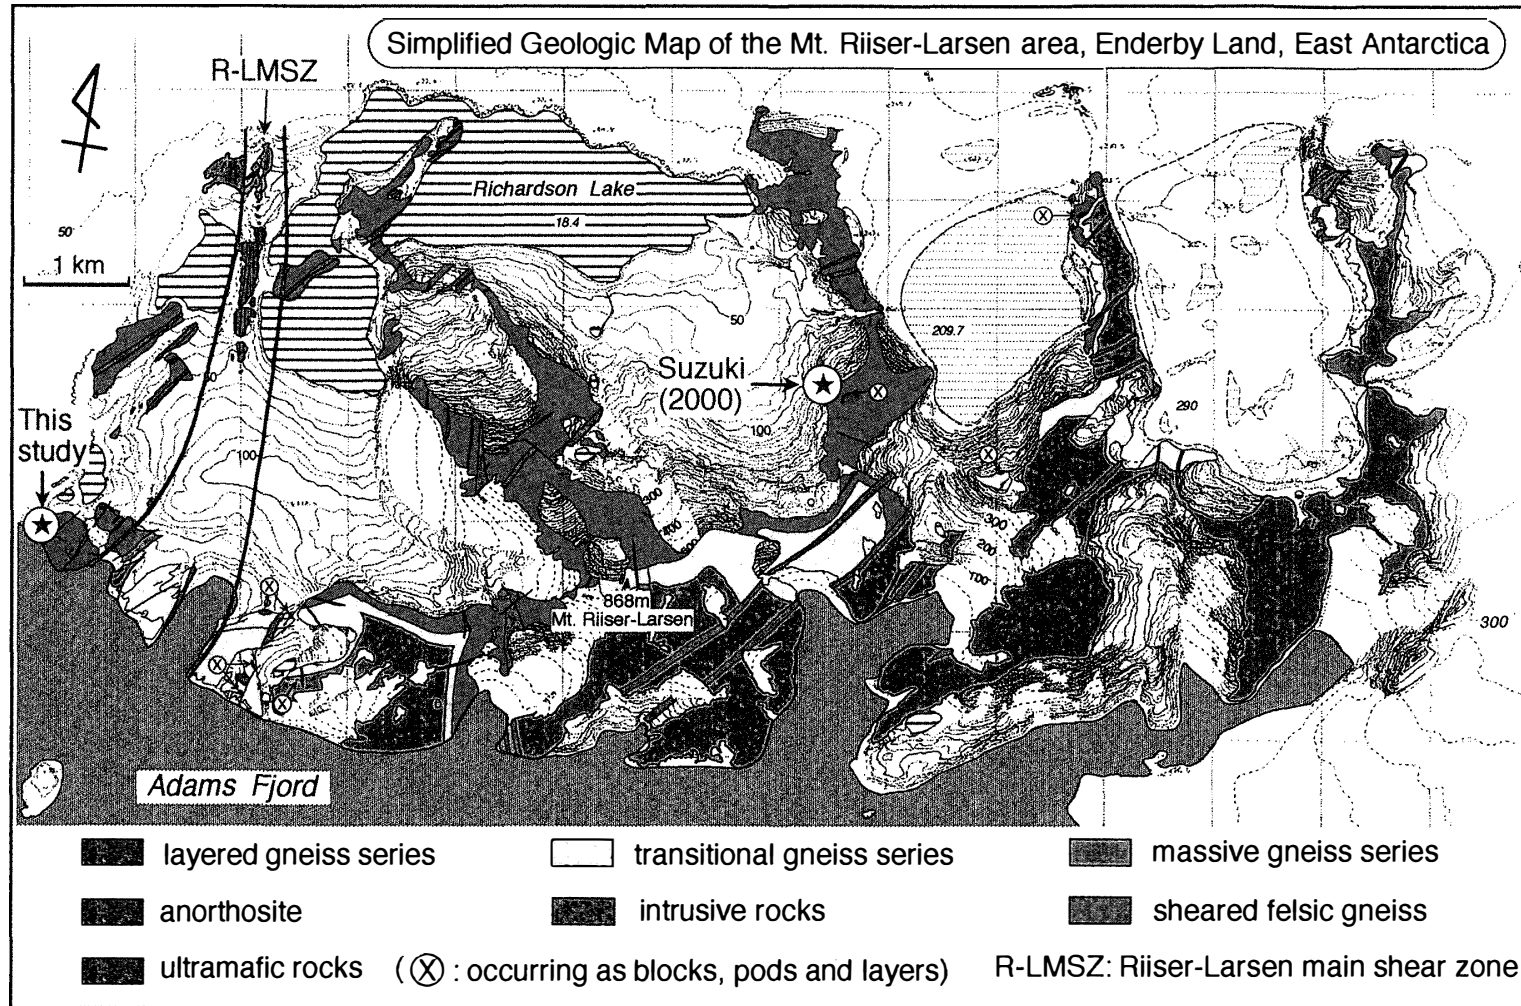 Simplified Geologic Map of the Mt. Riiser-Larsen area, Enderby Land, East Antarctica
R-LMSZ
Richardson Lake
18.4
50
1 km
50
209.7
Suzuki
(2000)
290
This
study
100
100
300
400
300
200
100
868m
Mt. Riiser-Larsen
300
Adams Fjord
layered gneiss series
transitional gneiss series
massive gneiss series
anorthosite
intrusive rocks
sheared felsic gneiss
ultramafic rocks
(X : occurring as blocks, pods and layers)
R-LMSZ: Riiser-Larsen main shear zone